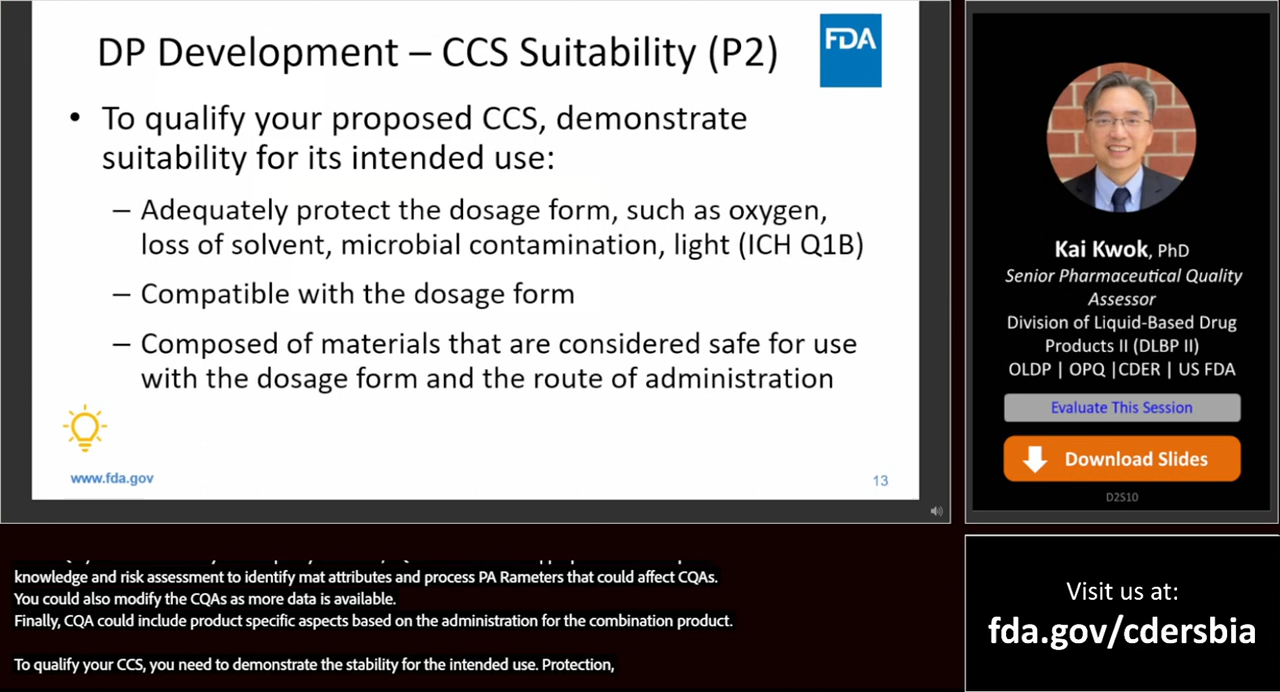 DP Development – CCS Suitability (P2)
FDA
• To qualify your proposed CCS, demonstrate
suitability for its intended use:
– Adequately protect the dosage form, such as oxygen,
loss of solvent, microbial contamination, light (ICH Q1B)
– Compatible with the dosage form
– Composed of materials that are considered safe for use
with the dosage form and the route of administration
www.fda.gov
13
Kai Kwok, PhD
Senior Pharmaceutical Quality
Assessor
Division of Liquid-Based Drug
Products II (DLBP II)
OLDP | OPQ |CDER | US FDA
Evaluate This Session
Download Slides
D2S10
knowledge and risk assessment to identify mat attributes and process PA Rameters that could affect CQAs.
You could also modify the CQAs as more data is available.
Finally, CQA could include product specific aspects based on the administration for the combination product.
To qualify your CCS, you need to demonstrate the stability for the intended use. Protection,
Visit us at:
fda.gov/cdersbia